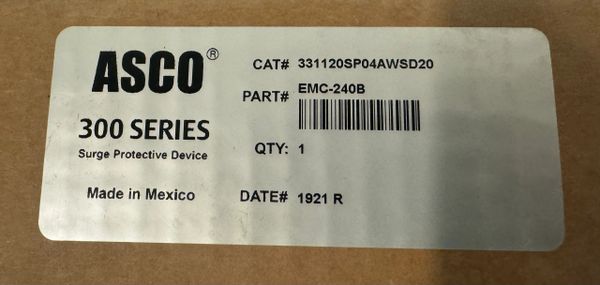 ASCO®
300 SERIES
Surge Protective Device
Made in Mexico
CAT# 331120SP04AWSD20
PART# EMC-240B
QTY: 1
DATE# 1921 R